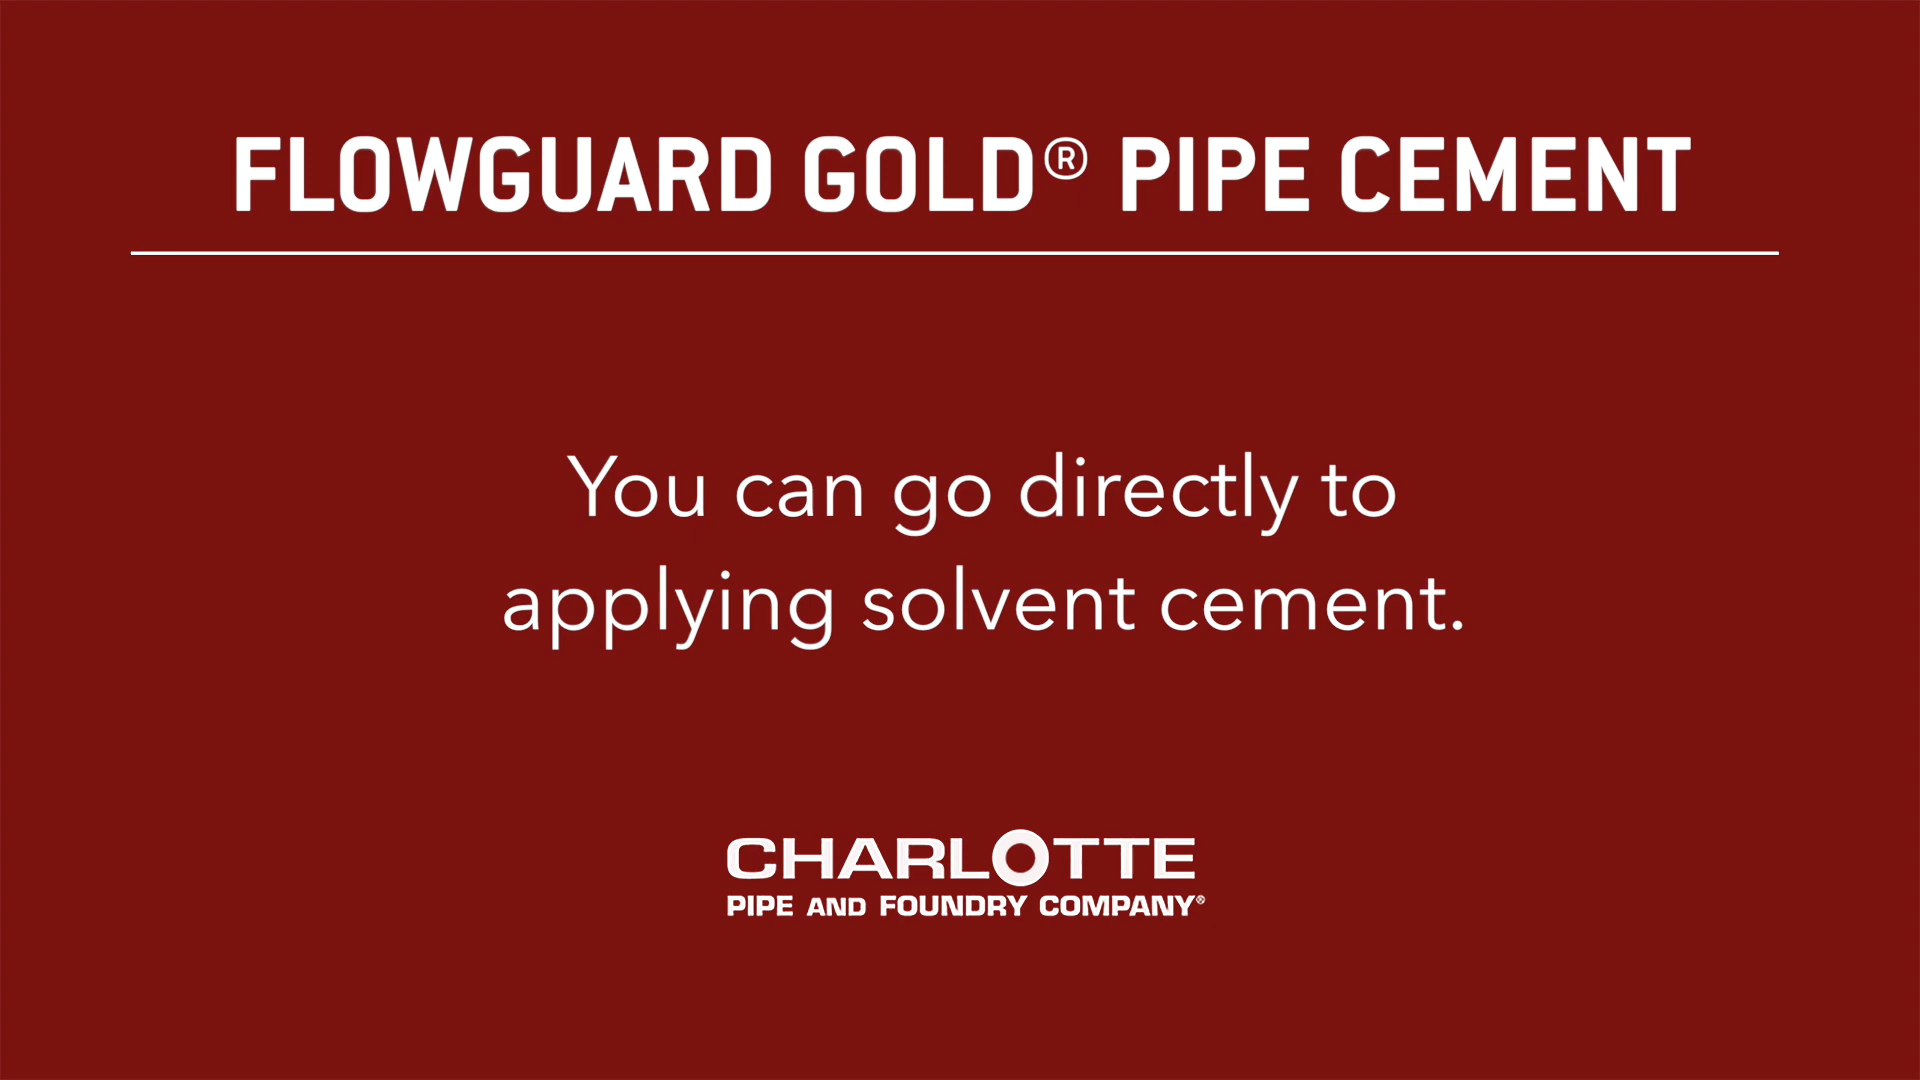 FLOWGUARD GOLD® PIPE CEMENT
You can go directly to
applying solvent cement.
CHARLOTTE
PIPE AND FOUNDRY COMPANY®